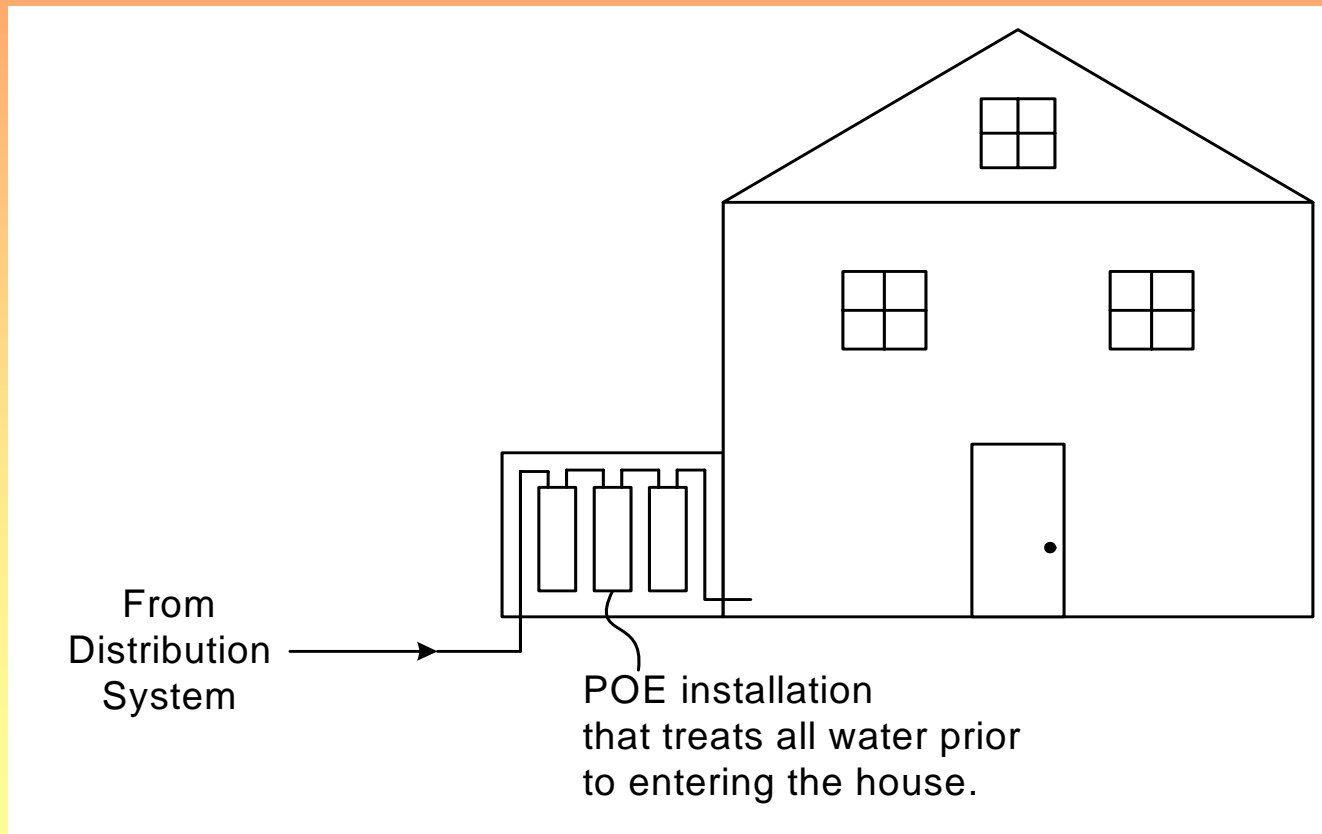 From
Distribution
System
POE installation
that treats all water prior
to entering the house.